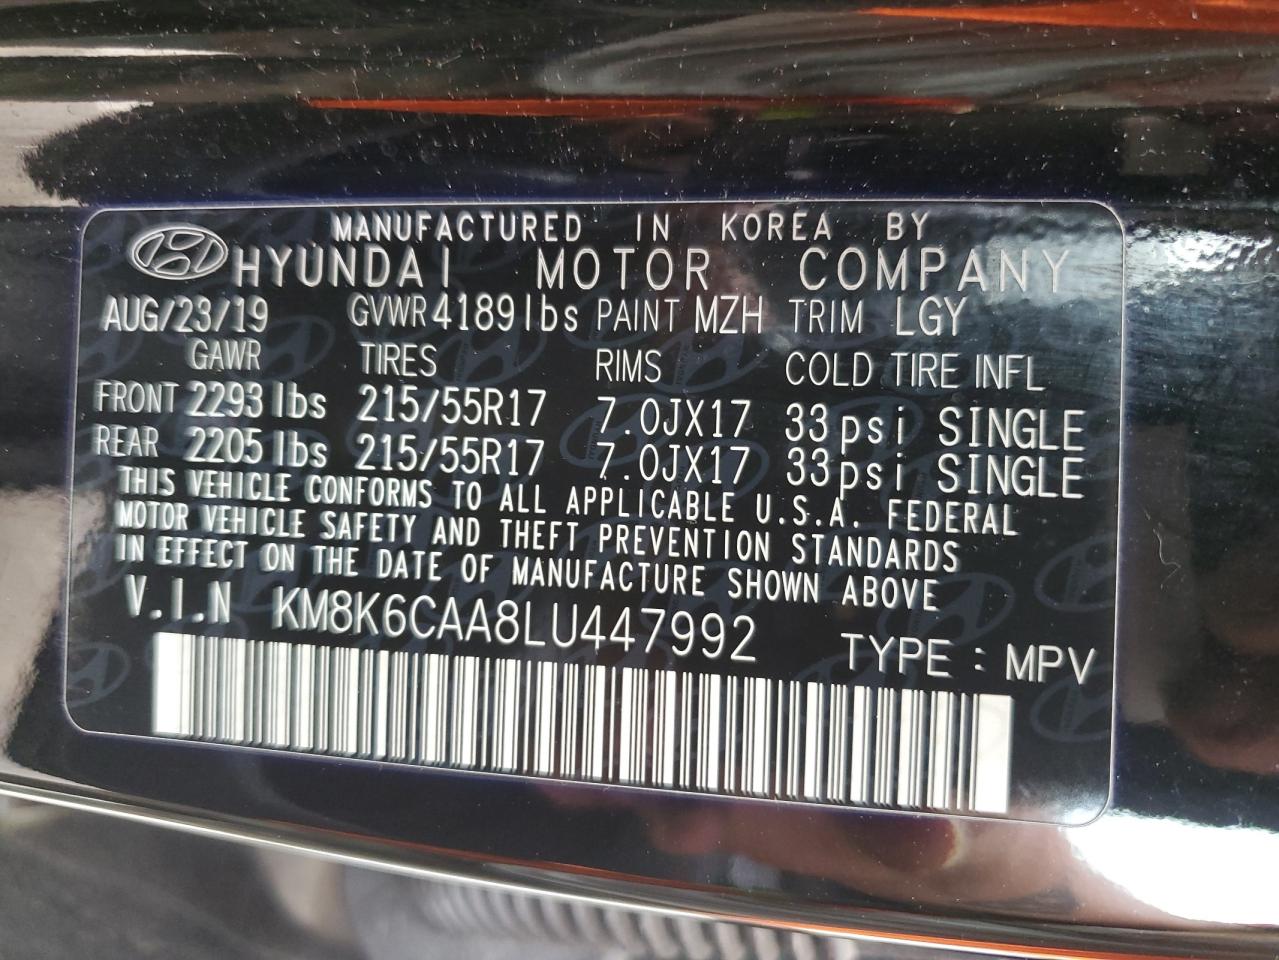 MANUFACTURED IN KOREA BY
HYUNDAI MOTOR COMPANY
AUG/23/19 GVWR 4189 lbs PAINT MZH TRIM LGY
GAWR TIRES RIMS COLD TIRE INFL
FRONT 2293 lbs 215/55R17 7.0JX17 33psi SINGLE
REAR 2205 lbs 215/55R17 7.0JX17 33psi SINGLE
THIS VEHICLE CONFORMS TO ALL APPLICABLE U.S.A. FEDERAL
MOTOR VEHICLE SAFETY AND THEFT PREVENTION STANDARDS
IN EFFECT ON THE DATE OF MANUFACTURE SHOWN ABOVE
V.I.N KM8K6CAA8LU447992 TYPE : MPV